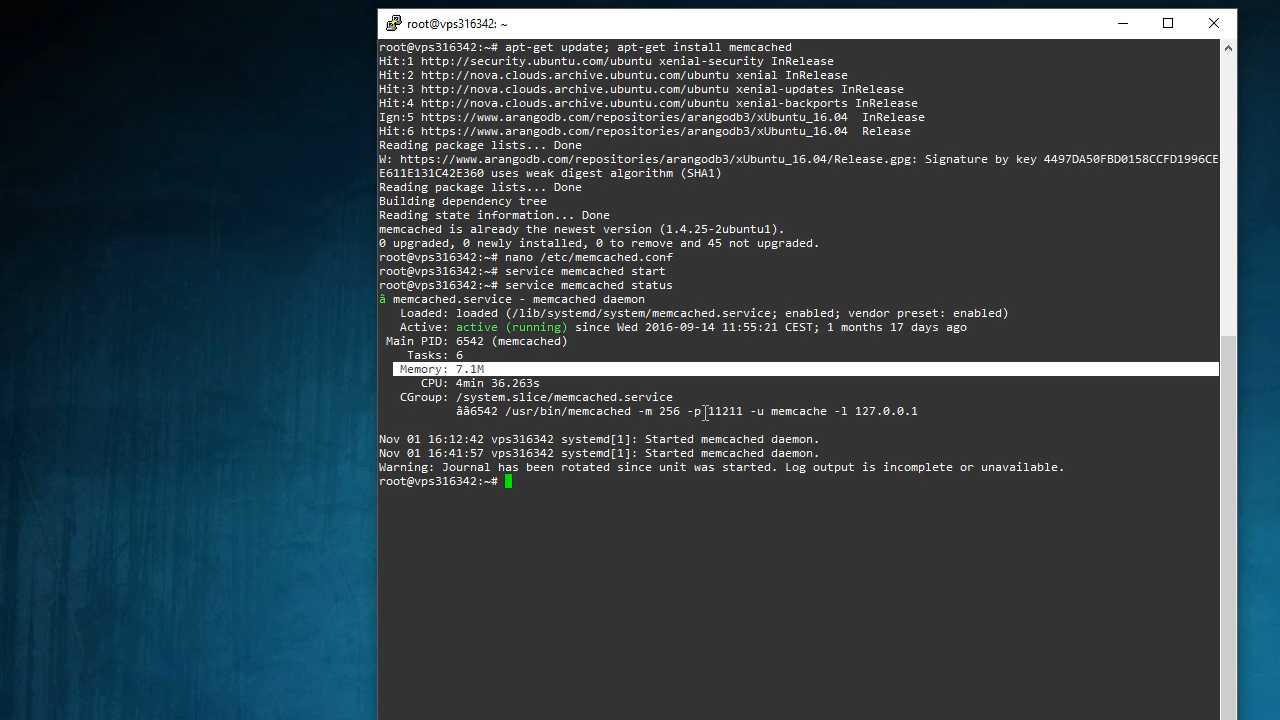 root@vps316342: ~
root@vps316342:~# apt-get update; apt-get install memcached
Hit:1 http://security.ubuntu.com/ubuntu xenial-security InRelease
Hit:2 http://nova.clouds.archive.ubuntu.com/ubuntu xenial InRelease
Hit:3 http://nova.clouds.archive.ubuntu.com/ubuntu xenial-updates InRelease
Hit:4 http://nova.clouds.archive.ubuntu.com/ubuntu xenial-backports InRelease
Ign:5 https://www.arangodb.com/repositories/arangodb3/xUbuntu_16.04  InRelease
Hit:6 https://www.arangodb.com/repositories/arangodb3/xUbuntu_16.04  Release
Reading package lists... Done
W: https://www.arangodb.com/repositories/arangodb3/xUbuntu_16.04/Release.gpg: Signature by key 4497DA50FBD0158CCFD1996CE
E611E131C42E360 uses weak digest algorithm (SHA1)
Reading package lists... Done
Building dependency tree
Reading state information... Done
memcached is already the newest version (1.4.25-2ubuntu1).
0 upgraded, 0 newly installed, 0 to remove and 45 not upgraded.
root@vps316342:~# nano /etc/memcached.conf
root@vps316342:~# service memcached start
root@vps316342:~# service memcached status
â memcached.service - memcached daemon
Loaded: loaded (/lib/systemd/system/memcached.service; enabled; vendor preset: enabled)
Active: active (running) since Wed 2016-09-14 11:55:21 CEST; 1 months 17 days ago
Main PID: 6542 (memcached)
Tasks: 6
Memory: 7.1M
CPU: 4min 36.263s
CGroup: /system.slice/memcached.service
ââ6542 /usr/bin/memcached -m 256 -p 11211 -u memcache -l 127.0.0.1
Nov 01 16:12:42 vps316342 systemd[1]: Started memcached daemon.
Nov 01 16:41:57 vps316342 systemd[1]: Started memcached daemon.
Warning: Journal has been rotated since unit was started. Log output is incomplete or unavailable.
root@vps316342:~#